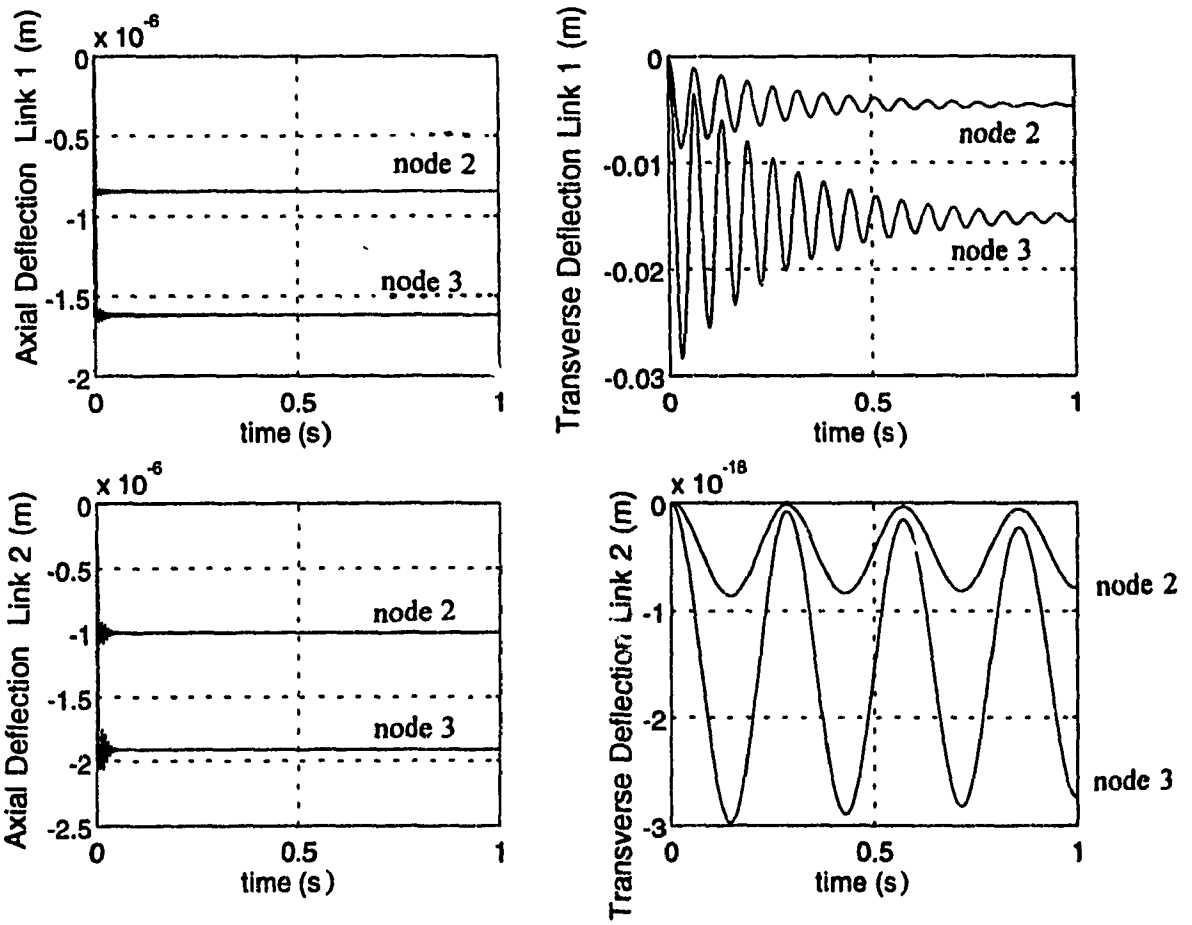 x 10-6
Axial Deflection Link 1 (m)
0
-0.5
-1
-1.5
-2
node 2
node 3
0
0.5
1
time (s)
Transverse Deflection Link 1 (m)
0
-0.01
-0.02
-0.03
node 2
node 3
0
0.5
1
time (s)
x 10-6
Axial Deflection Link 2 (m)
0
-0.5
-1
-1.5
-2
-2.5
node 2
node 3
0
0.5
1
time (s)
x 10-18
Transverse Deflection Link 2 (m)
0
-1
-2
-3
node 2
node 3
0
0.5
1
time (s)